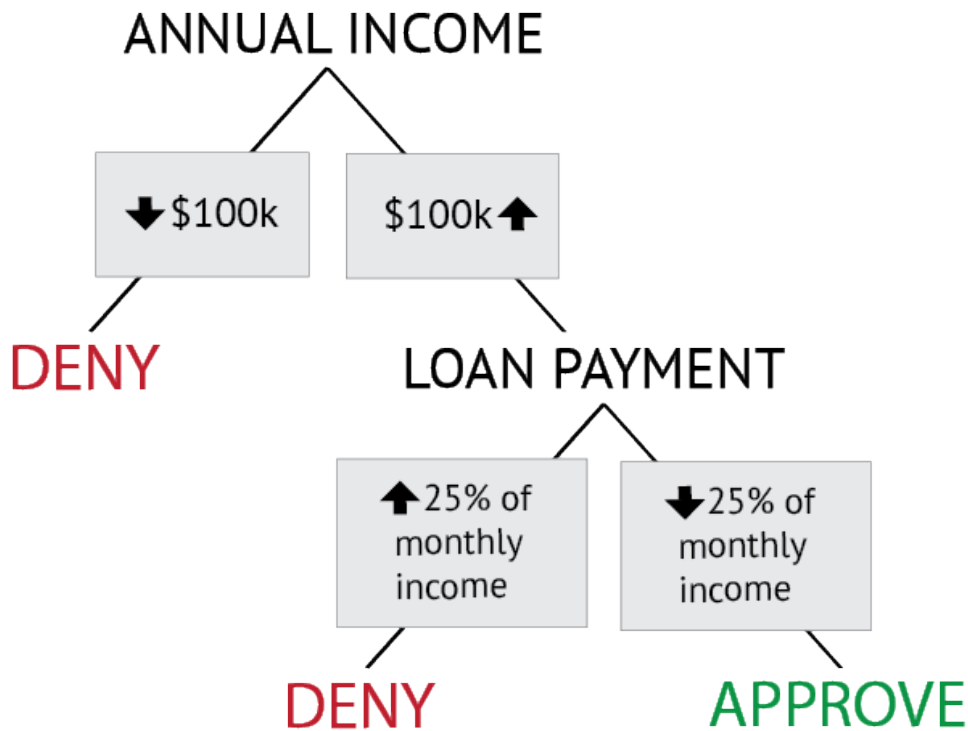 ANNUAL INCOME
$100k
$100k
DENY
LOAN PAYMENT
25% of
monthly
income
25% of
monthly
income
DENY
APPROVE